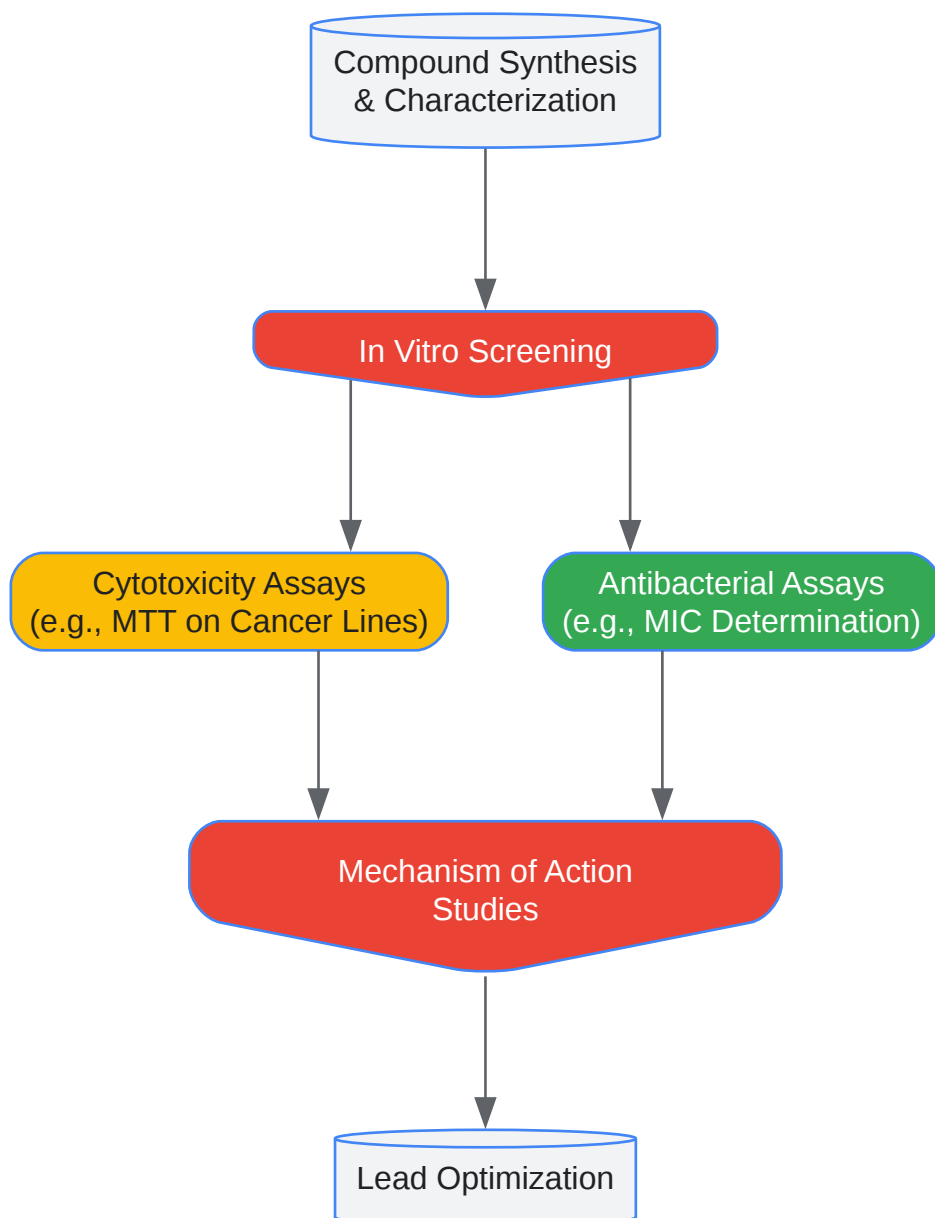 Compound Synthesis
& Characterization
In Vitro Screening
Cytotoxicity Assays
(e.g., MTT on Cancer Lines)
Antibacterial Assays
(e.g., MIC Determination)
Mechanism of Action
Studies
Lead Optimization